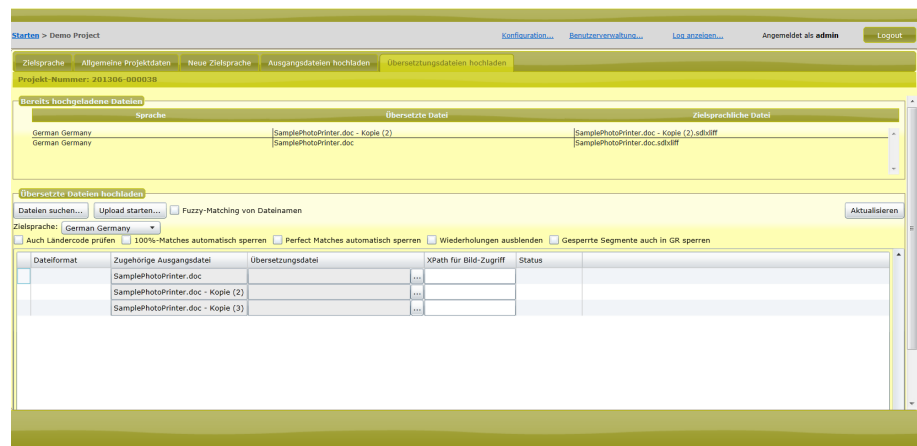 Starten > Demo Project Konfiguration... Benutzerverwaltung... Log anzeigen... Angemeldet als admin Logout
Zielsprache Allgemeine Projektdaten Neue Zielsprache Ausgangsdateien hochladen Übersetztungsdateien hochladen
Projekt-Nummer: 201306-000038
Bereits hochgeladene Dateien
Sprache Übersetzte Datei Zielsprachliche Datei
German Germany SamplePhotoPrinter.doc - Kopie (2) SamplePhotoPrinter.doc - Kopie (2).sdlxliff
German Germany SamplePhotoPrinter.doc SamplePhotoPrinter.doc.sdlxliff
Übersetzte Dateien hochladen
Dateien suchen... Upload starten... Fuzzy-Matching von Dateinamen Aktualisieren
Zielsprache: German Germany
Auch Ländercode prüfen 100%-Matches automatisch sperren Perfect Matches automatisch sperren Wiederholungen ausblenden Gesperrte Segmente auch in GR sperren
Dateiformat Zugehörige Ausgangsdatei Übersetzungsdatei XPath für Bild-Zugriff Status
SamplePhotoPrinter.doc ...
SamplePhotoPrinter.doc - Kopie (2) ...
SamplePhotoPrinter.doc - Kopie (3) ...